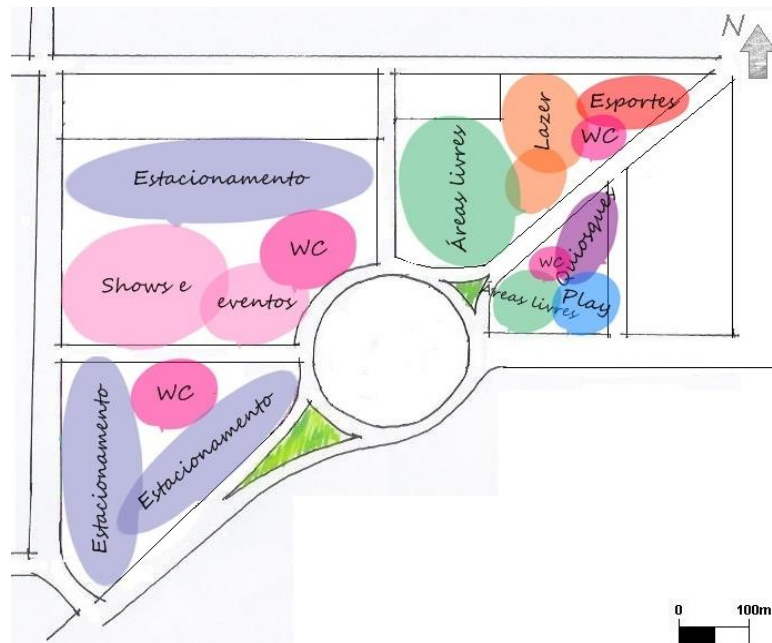 N
Esportes
Lazer
WC
Áreas livres
Estacionamento
WC
Quiosques
Shows e
eventos
WC
Áreas livres
Play
WC
Estacionamento
Estacionamento
0 100m